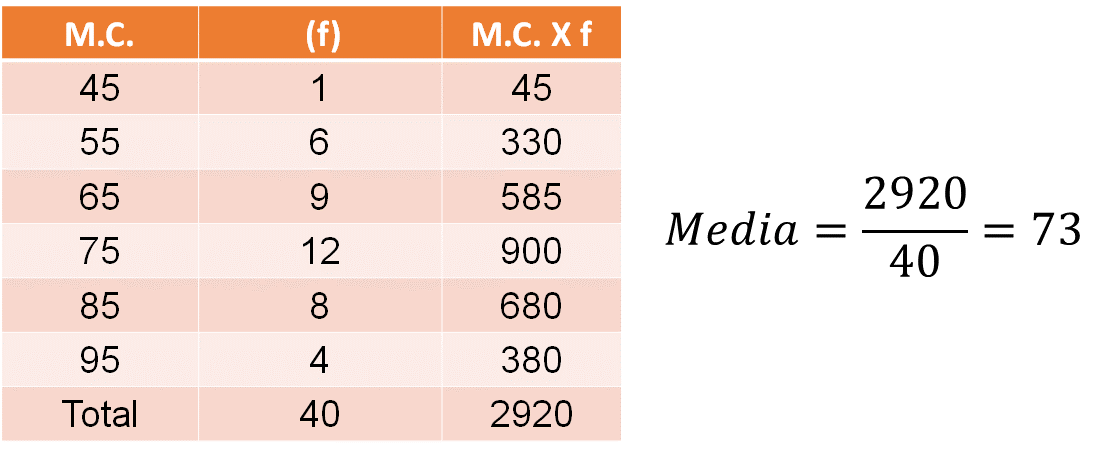 M.C. (f) M.C. X f
45 1 45
55 6 330
65 9 585
75 12 900
85 8 680
95 4 380
Total 40 2920
Media = 2920/40 = 73